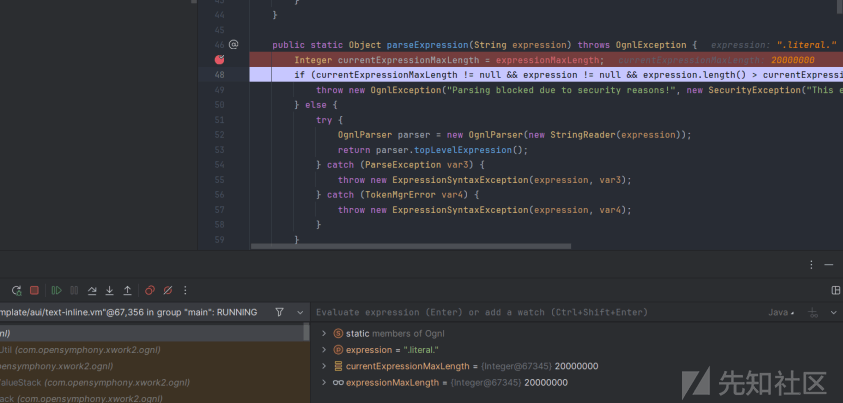 44 }
45
46 @ public static Object parseExpression(String expression) throws OgnlException { expression: ".literal."
Integer currentExpressionMaxLength = expressionMaxLength; currentExpressionMaxLength: 20000000
48 if (currentExpressionMaxLength != null && expression != null && expression.length() > currentExpressi
49 throw new OgnlException("Parsing blocked due to security reasons!", new SecurityException("This e
50 } else {
51 try {
52 OgnlParser parser = new OgnlParser(new StringReader(expression));
53 return parser.topLevelExpression();
54 } catch (ParseException var3) {
55 throw new ExpressionSyntaxException(expression, var3);
56 } catch (TokenMgrError var4) {
57 throw new ExpressionSyntaxException(expression, var4);
58 }
59 }
mplate/aui/text-inline.vm"@67,356 in group "main": RUNNING
Evaluate expression (Enter) or add a watch (Ctrl+Shift+Enter)
Java
nl)
Util (com.opensymphony.xwork2.ognl)
pensymphony.xwork2.ognl)
alueStack (com.opensymphony.xwork2.ognl)
ack (com.opensymphony.xwork2.ognl)
static members of Ognl
expression = ".literal."
currentExpressionMaxLength = {Integer@67345} 20000000
expressionMaxLength = {Integer@67345} 20000000
先知社区